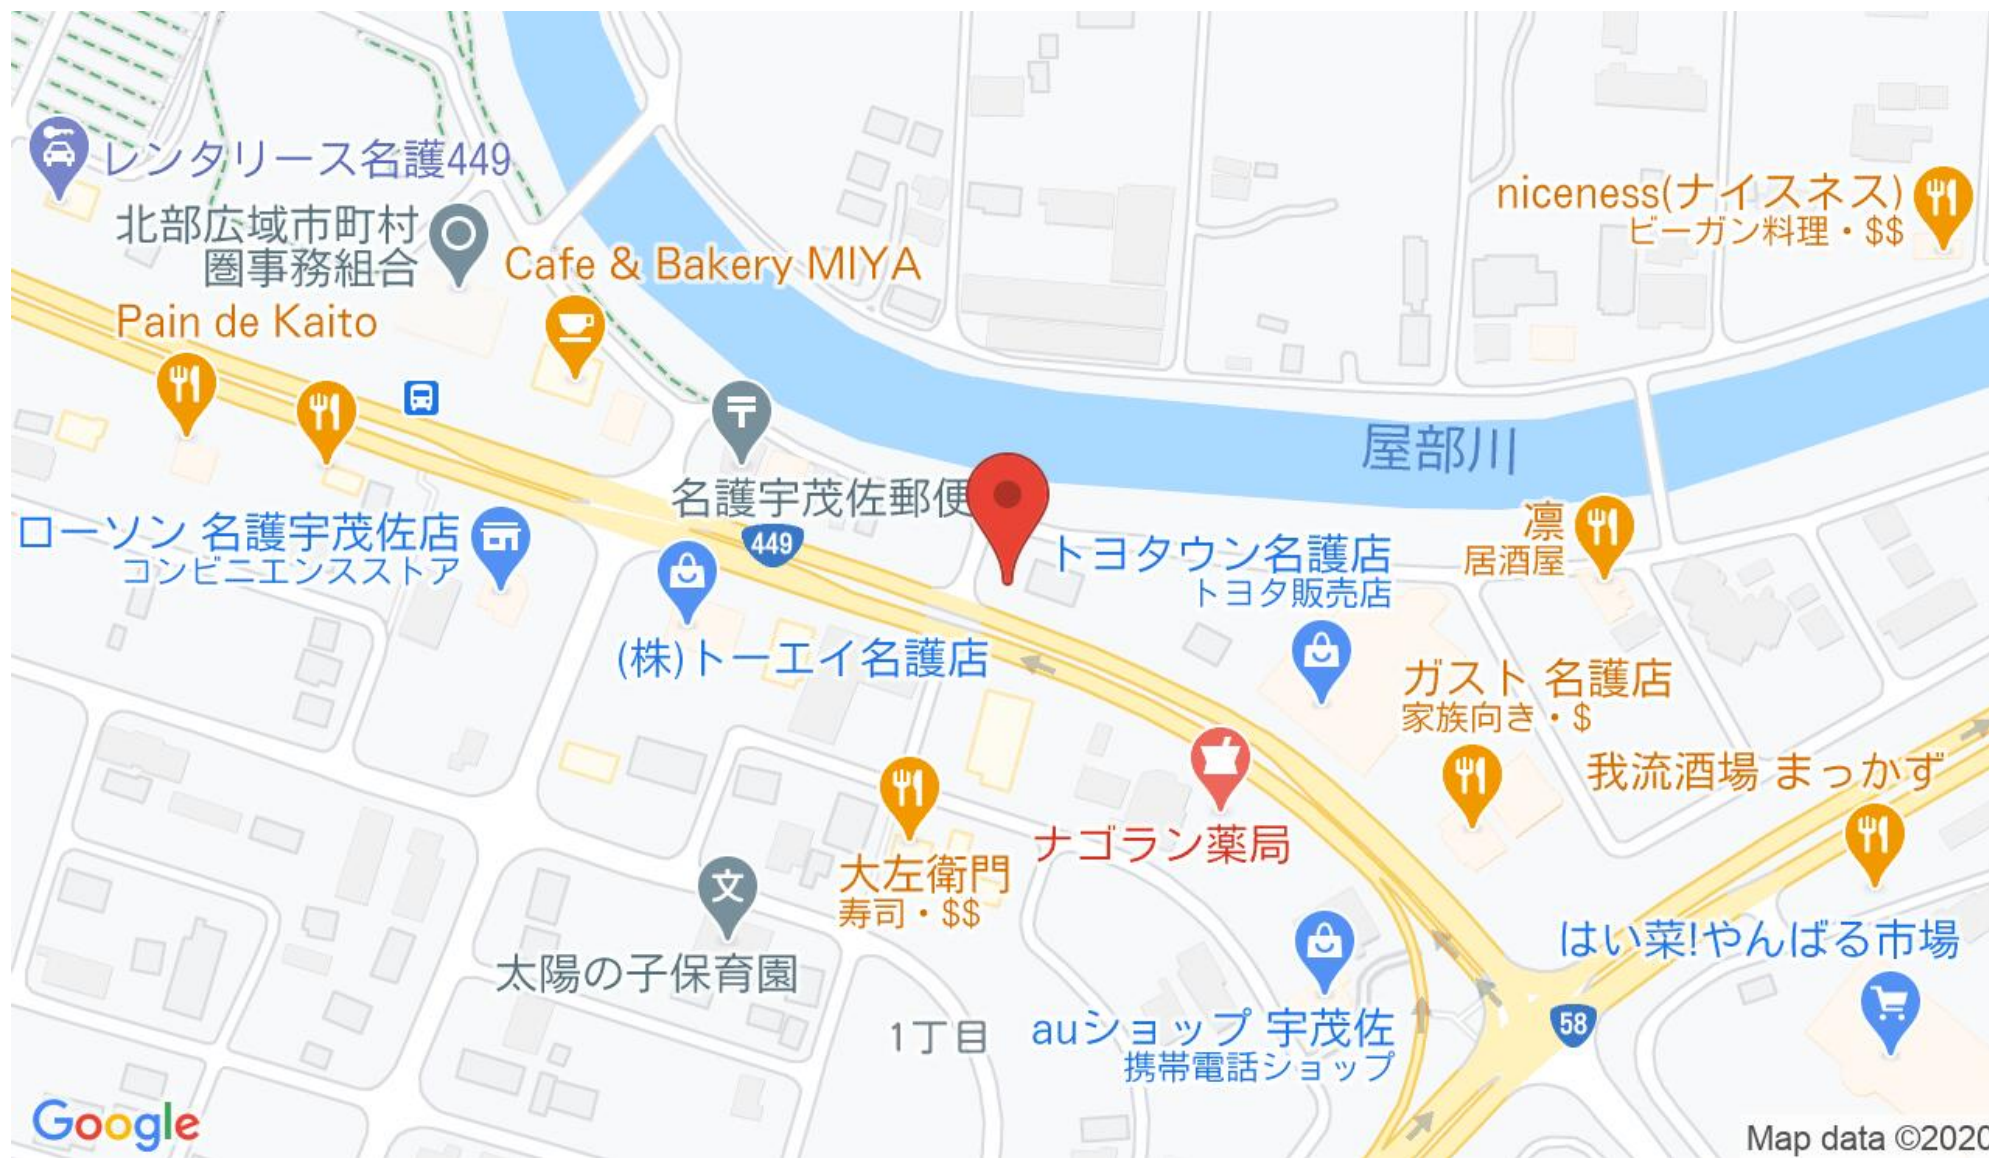 レンタリース名護449
北部広域市町村
圏事務組合
niceness(ナイスネス)
ビーガン料理・$$
Cafe & Bakery MIYA
Pain de Kaito
〒
屋部川
名護宇茂佐郵便
449
ローソン 名護宇茂佐店
コンビニエンスストア
凛
居酒屋
トヨタウン名護店
トヨタ販売店
(株)トーエイ名護店
ガスト 名護店
家族向き・$
我流酒場 まっかず
ナゴラン薬局
大左衛門
寿司・$$
文
太陽の子保育園
はい菜!やんばる市場
1丁目
auショップ 宇茂佐
携帯電話ショップ
58
Google
Map data ©2020